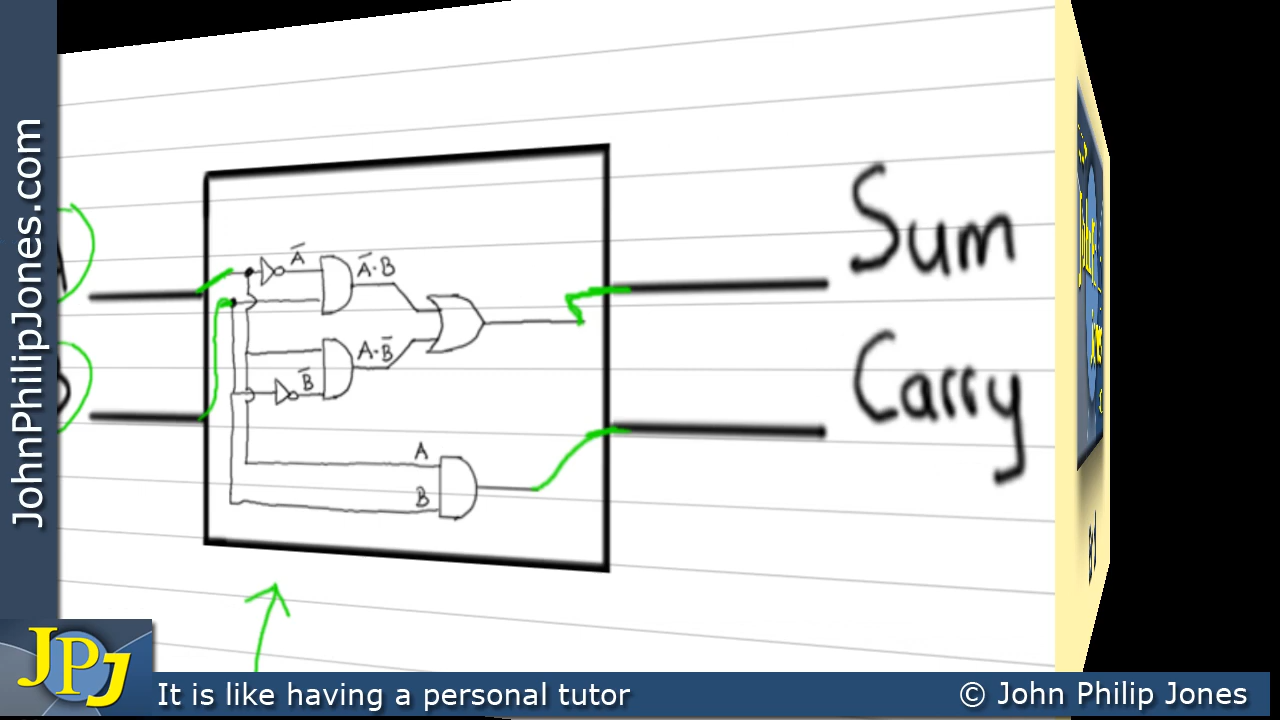 JohnPhilipJones.com
Sum
Carry
A̅
A̅·B
A·B̅
B̅
A
B
JPJ
It is like having a personal tutor
© John Philip Jones